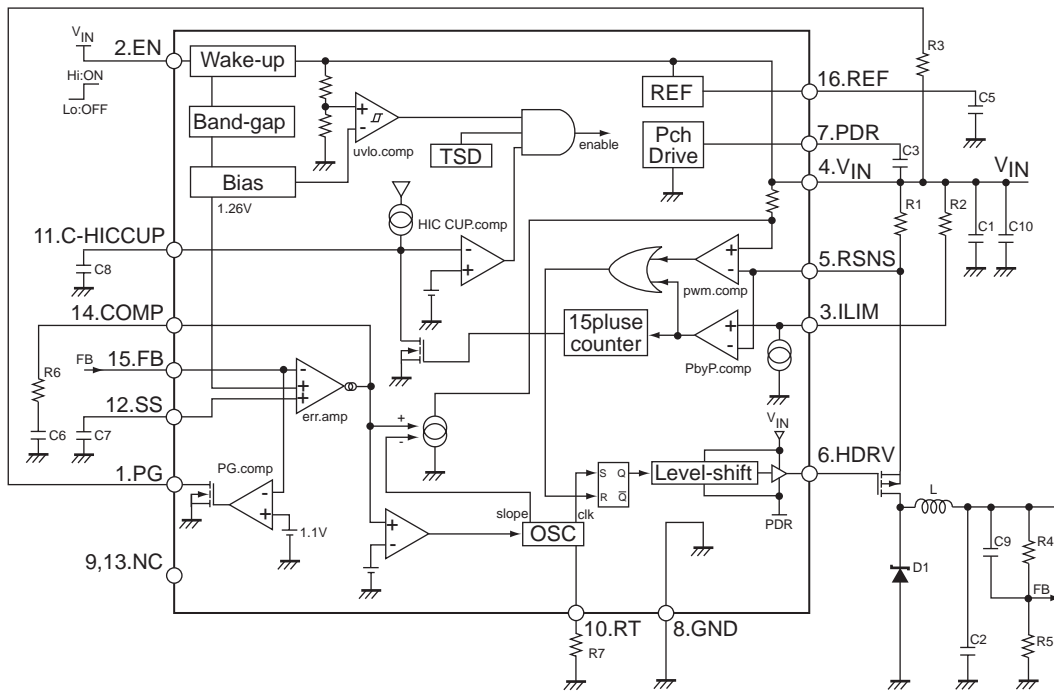 VIN
2.EN
Hi:ON
Lo:OFF
Wake-up
Band-gap
Bias
1.26V
uvlo.comp
TSD
enable
REF
Pch
Drive
16.REF
C5
7.PDR
C3
4.VIN
VIN
R3
R1
R2
C1
C10
11.C-HICCUP
C8
HIC CUP.comp
pwm.comp
5.RSNS
3.ILIM
14.COMP
15pluse
counter
PbyP.comp
15.FB
FB
R6
C6
12.SS
C7
err.amp
1.PG
PG.comp
1.1V
9,13.NC
+
-
slope
OSC
clk
S Q
R Q̅
Level-shift
VIN
PDR
6.HDRV
L
D1
C9
R4
FB
C2
R5
10.RT
R7
8.GND